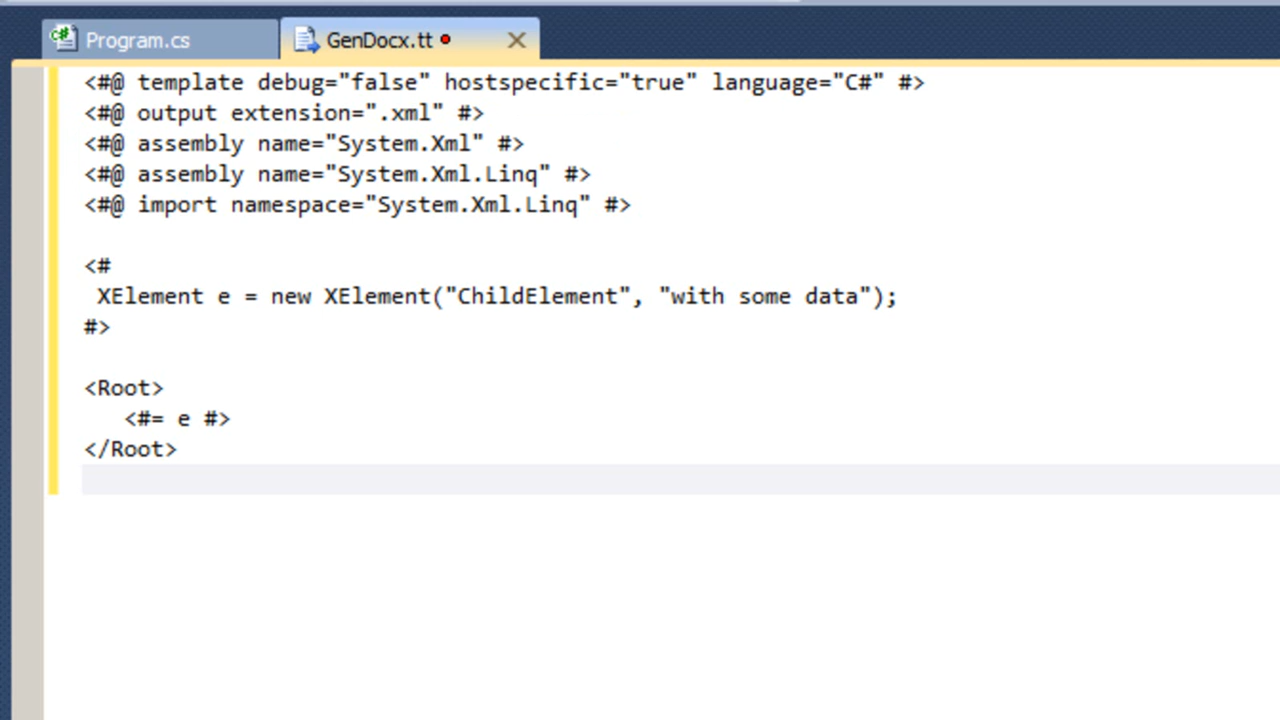 Program.cs GenDocx.tt
<#@ template debug="false" hostspecific="true" language="C#" #>
<#@ output extension=".xml" #>
<#@ assembly name="System.Xml" #>
<#@ assembly name="System.Xml.Linq" #>
<#@ import namespace="System.Xml.Linq" #>
<#
XElement e = new XElement("ChildElement", "with some data");
#>
<Root>
<#= e #>
</Root>